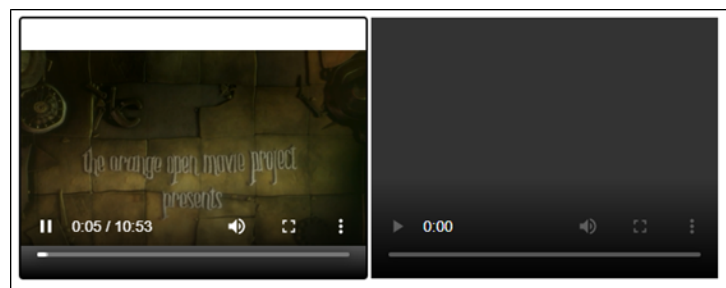 the orange open movie project
presents
0:05 / 10:53
0:00